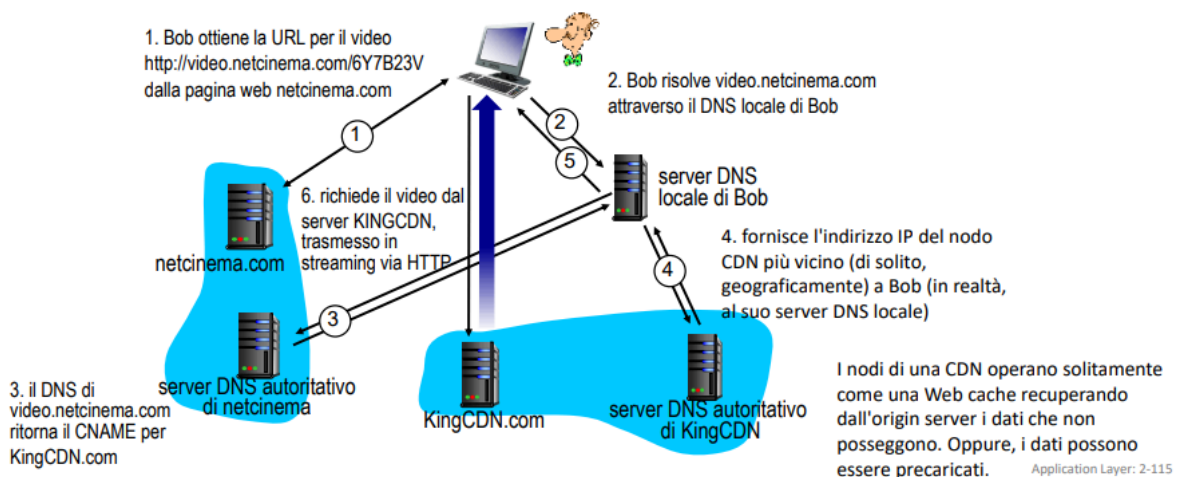 1. Bob ottiene la URL per il video
http://video.netcinema.com/6Y7B23V
dalla pagina web netcinema.com
2. Bob risolve video.netcinema.com
attraverso il DNS locale di Bob
1
2
5
server DNS
locale di Bob
6. richiede il video dal
server KINGCDN,
trasmesso in
streaming via HTTP
netcinema.com
4. fornisce l'indirizzo IP del nodo
CDN più vicino (di solito,
geograficamente) a Bob (in realtà,
al suo server DNS locale)
4
3
3. il DNS di
video.netcinema.com
ritorna il CNAME per
KingCDN.com
server DNS autoritativo
di netcinema
KingCDN.com
server DNS autoritativo
di KingCDN
I nodi di una CDN operano solitamente
come una Web cache recuperando
dall'origin server i dati che non
posseggono. Oppure, i dati possono
essere precaricati.
Application Layer: 2-115